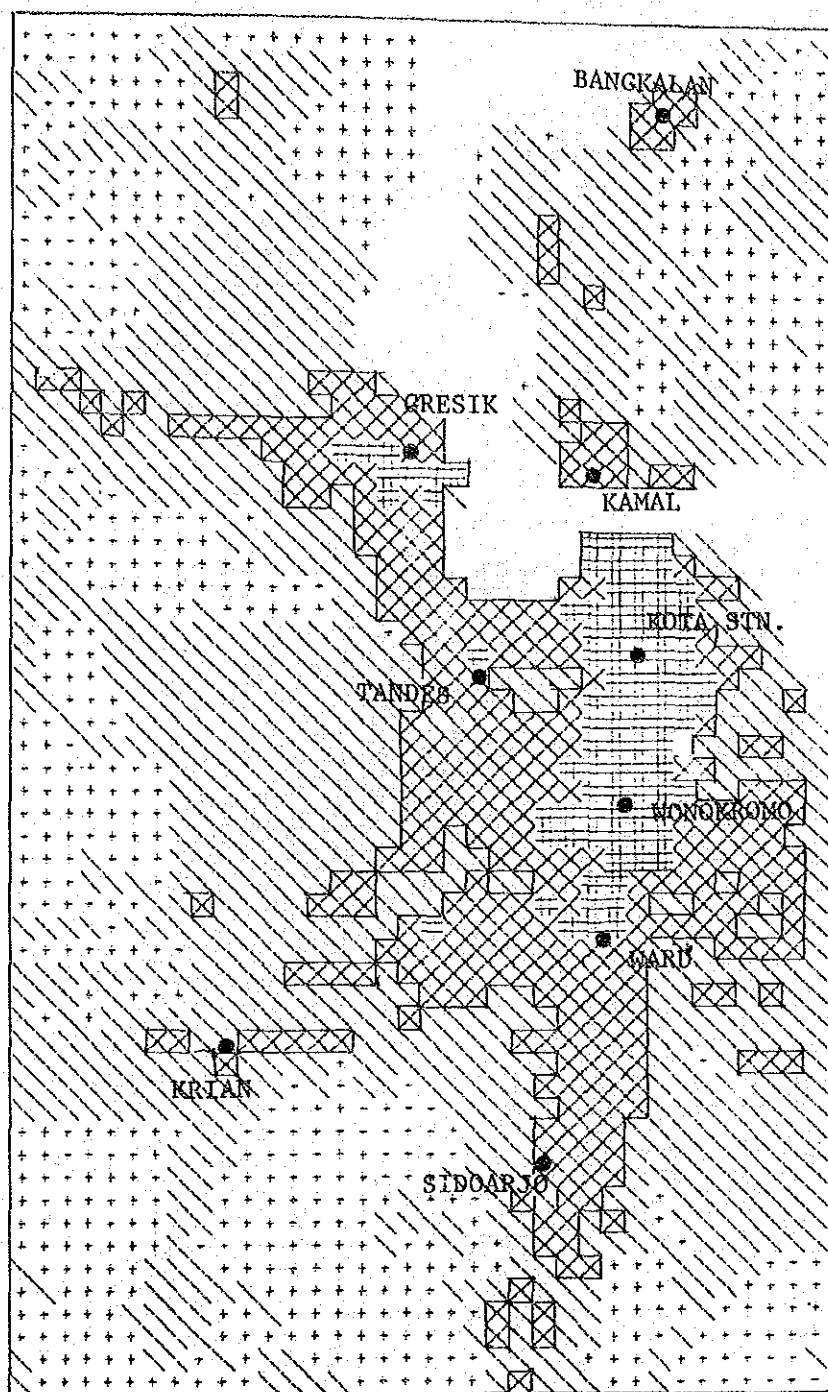 BANGKALAN
GRESIK
KAMAL
KOTA STN.
TANDES
WONOKROMO
WARU
KRIAN
SIDOARJO